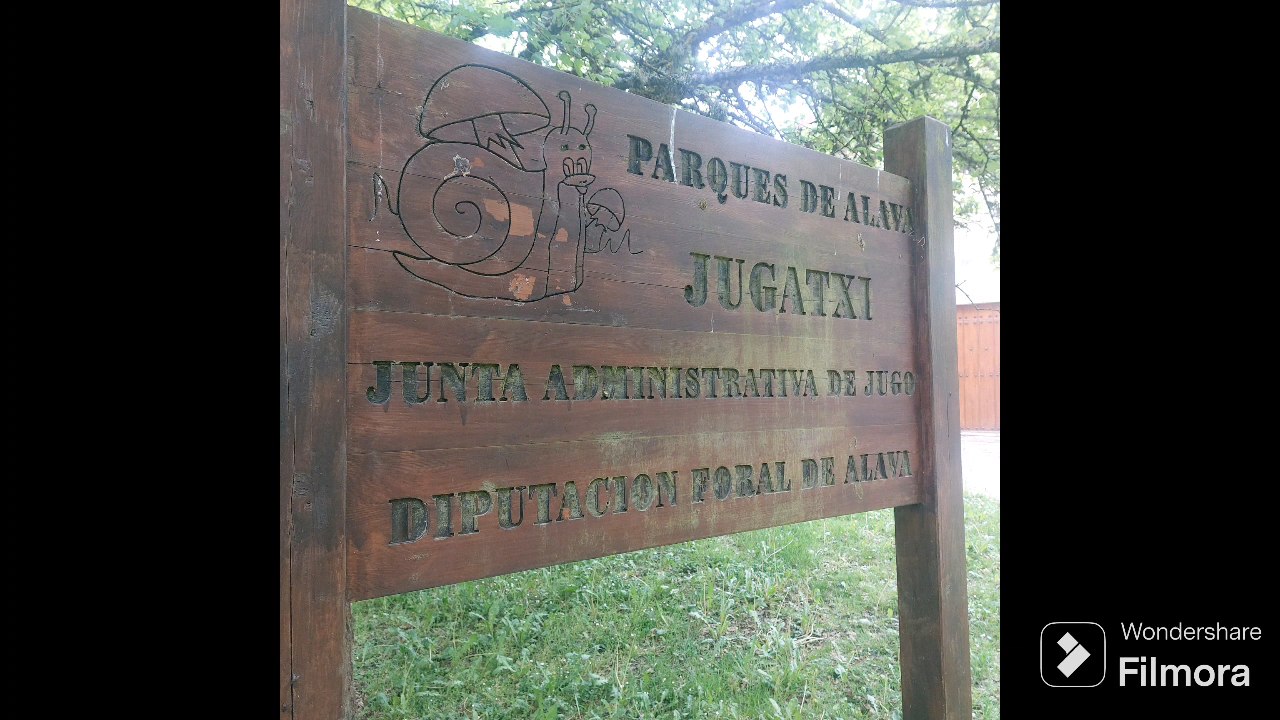 PARQUES DE ALAVA
JUGATXI
JUNTA ADMINISTRATIVA DE JUGO
DIPUTACION FORAL DE ALAVA
Wondershare
Filmora